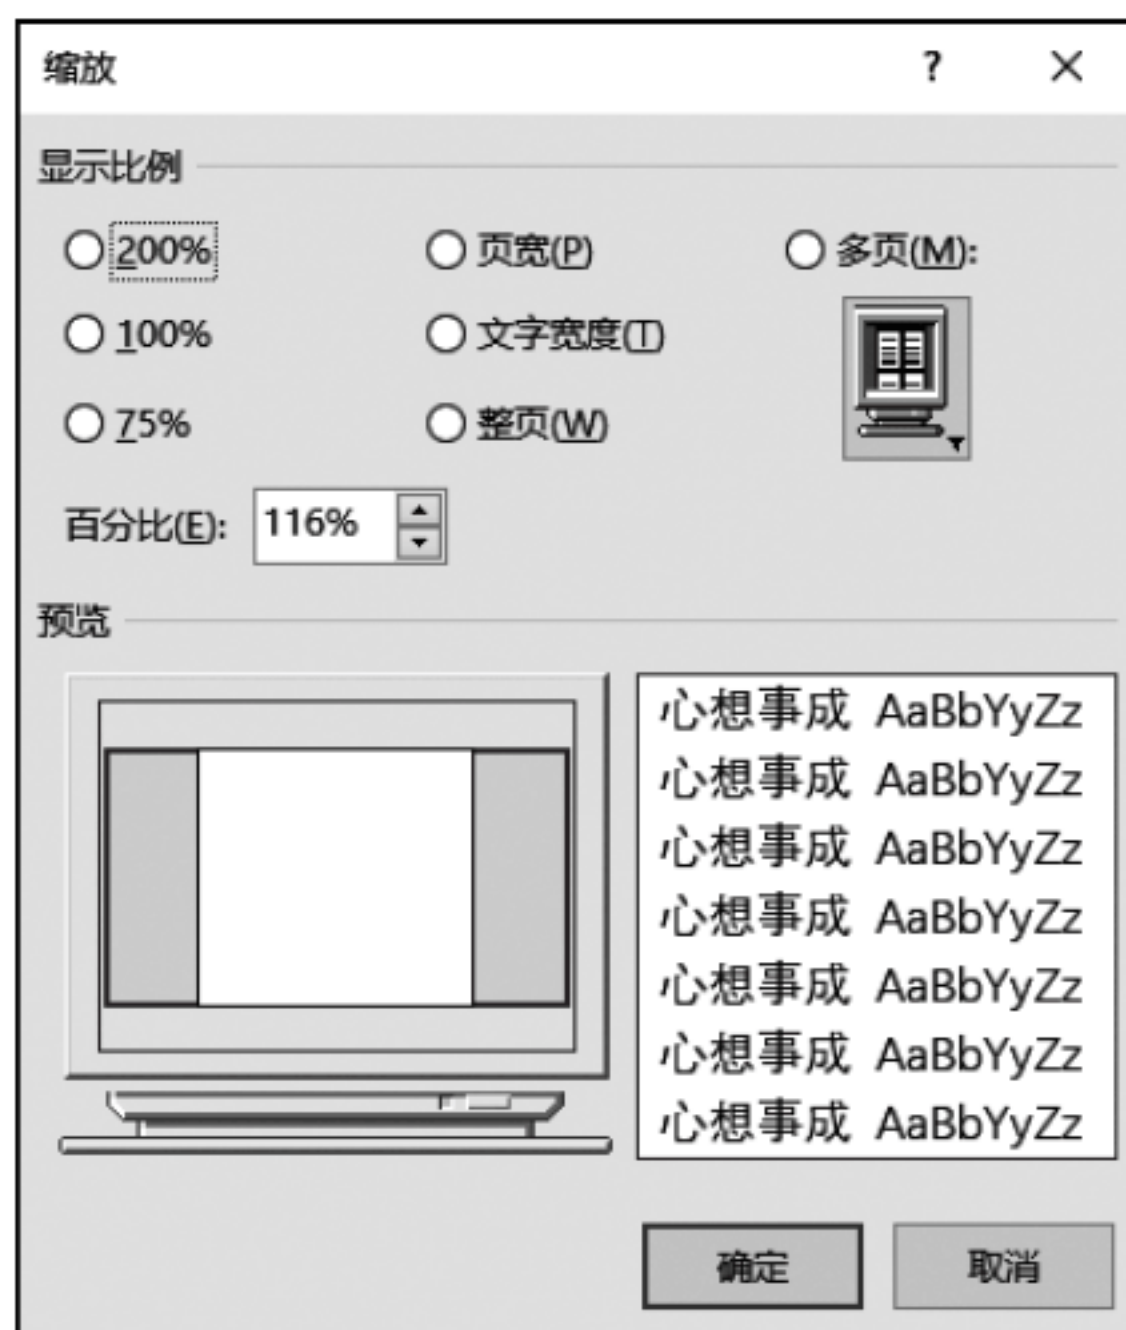 缩放 ?
显示比例
200% 页宽(P) 多页(M):
100% 文字宽度(T)
75% 整页(W)
百分比(E): 116%
预览
心想事成 AaBbYyZz
心想事成 AaBbYyZz
心想事成 AaBbYyZz
心想事成 AaBbYyZz
心想事成 AaBbYyZz
心想事成 AaBbYyZz
心想事成 AaBbYyZz
确定 取消